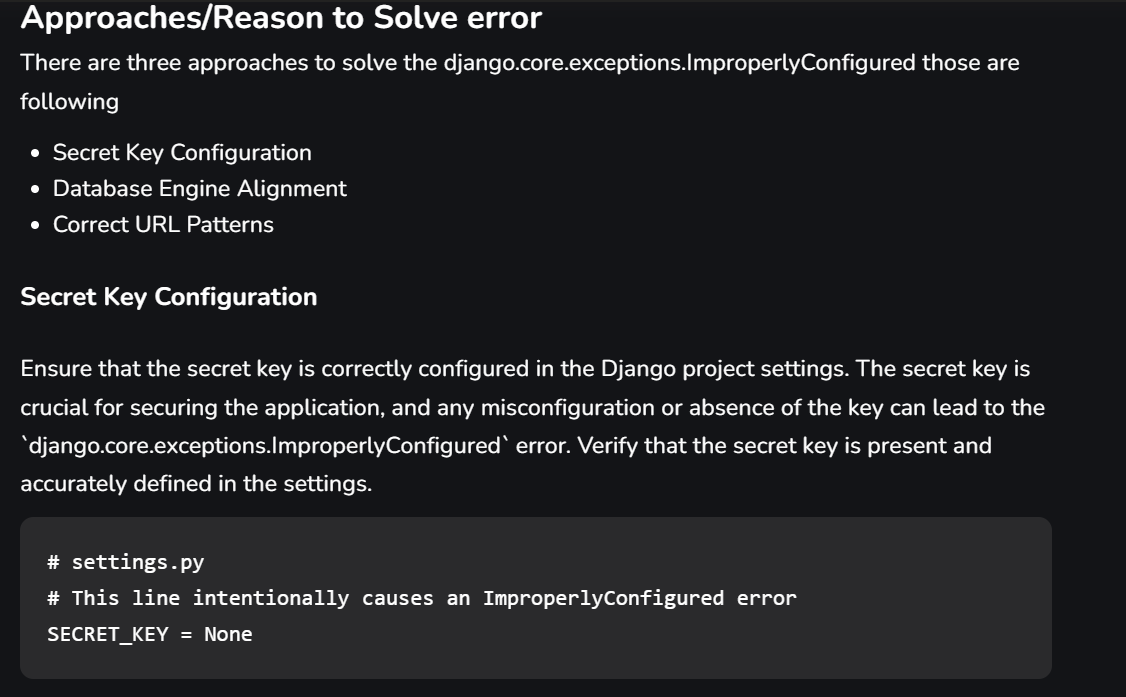 Approaches/Reason to Solve error
There are three approaches to solve the django.core.exceptions.ImproperlyConfigured those are
following
• Secret Key Configuration
• Database Engine Alignment
• Correct URL Patterns
Secret Key Configuration
Ensure that the secret key is correctly configured in the Django project settings. The secret key is
crucial for securing the application, and any misconfiguration or absence of the key can lead to the
`django.core.exceptions.ImproperlyConfigured` error. Verify that the secret key is present and
accurately defined in the settings.
# settings.py
# This line intentionally causes an ImproperlyConfigured error
SECRET_KEY = None